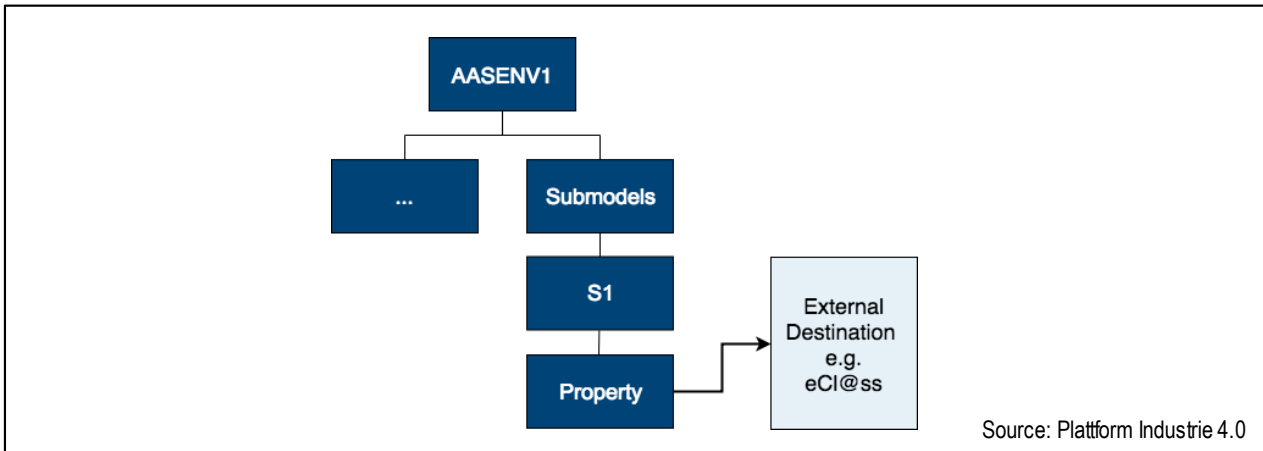 AASENV1
...
Submodels
S1
External
Destination
e.g.
eCl@ss
Property
Source: Plattform Industrie 4.0